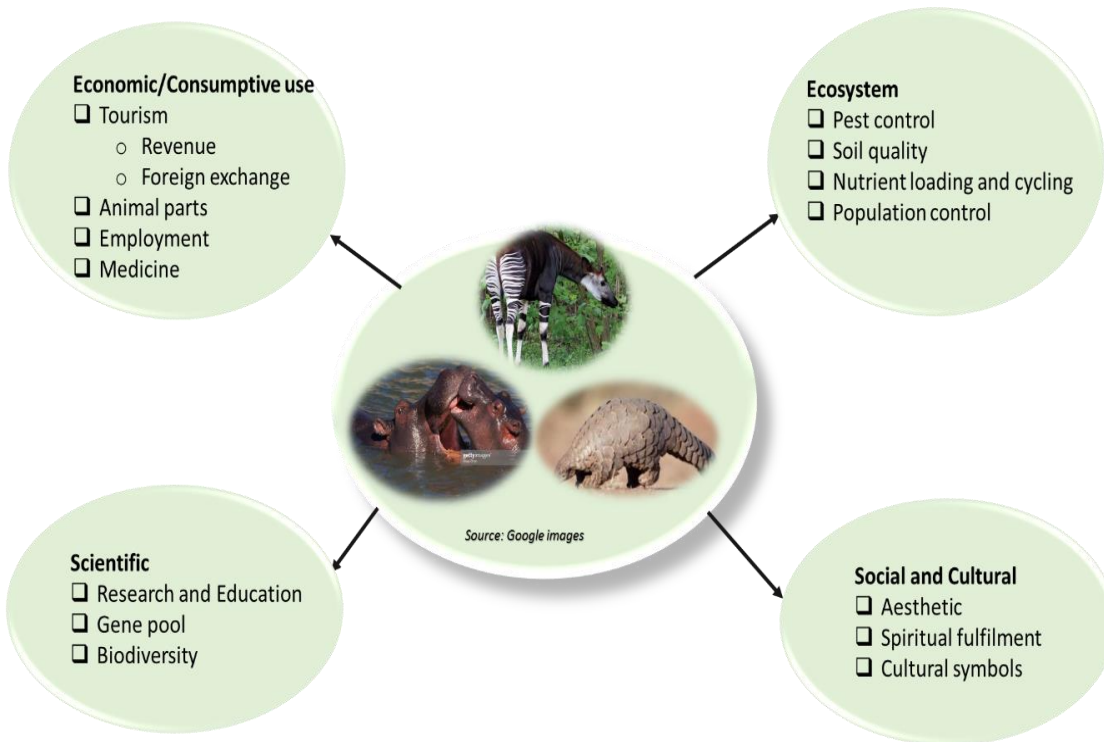 Economic/Consumptive use
❑ Tourism
o Revenue
o Foreign exchange
❑ Animal parts
❑ Employment
❑ Medicine
Ecosystem
❑ Pest control
❑ Soil quality
❑ Nutrient loading and cycling
❑ Population control
gettyimages
Source: Google images
Scientific
❑ Research and Education
❑ Gene pool
❑ Biodiversity
Social and Cultural
❑ Aesthetic
❑ Spiritual fulfilment
❑ Cultural symbols